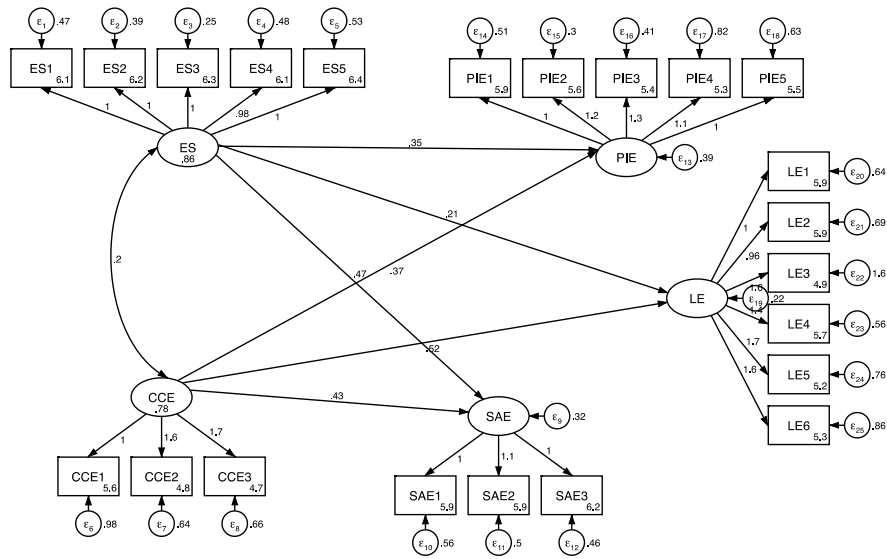 ε1 .47 ε2 .39 ε3 .25 ε4 .48 ε5 .53
ES1 6.1 ES2 6.2 ES3 6.3 ES4 6.1 ES5 6.4
1 1 1 .98 1
ES .86
ε14 .51 ε15 .3 ε16 .41 ε17 .82 ε18 .63
PIE1 5.9 PIE2 5.6 PIE3 5.4 PIE4 5.3 PIE5 5.5
1 1.2 1.3 1.1 1
.35
PIE ε13 .39
.21
.2
.47 .37
LE ε19 .22
LE1 5.9 ε20 .64
1
LE2 5.9 ε21 .69
.96
LE3 4.9 ε22 1.6
1.6
LE4 5.7 ε23 .56
1.4
LE5 5.2 ε24 .76
1.7
LE6 5.3 ε25 .86
1.6
.52
CCE .78
.43
SAE ε9 .32
1 1.6 1.7
CCE1 5.6 CCE2 4.8 CCE3 4.7
ε6 .98 ε7 .64 ε8 .66
1 1.1 1
SAE1 5.9 SAE2 5.9 SAE3 6.2
ε10 .56 ε11 .5 ε12 .46